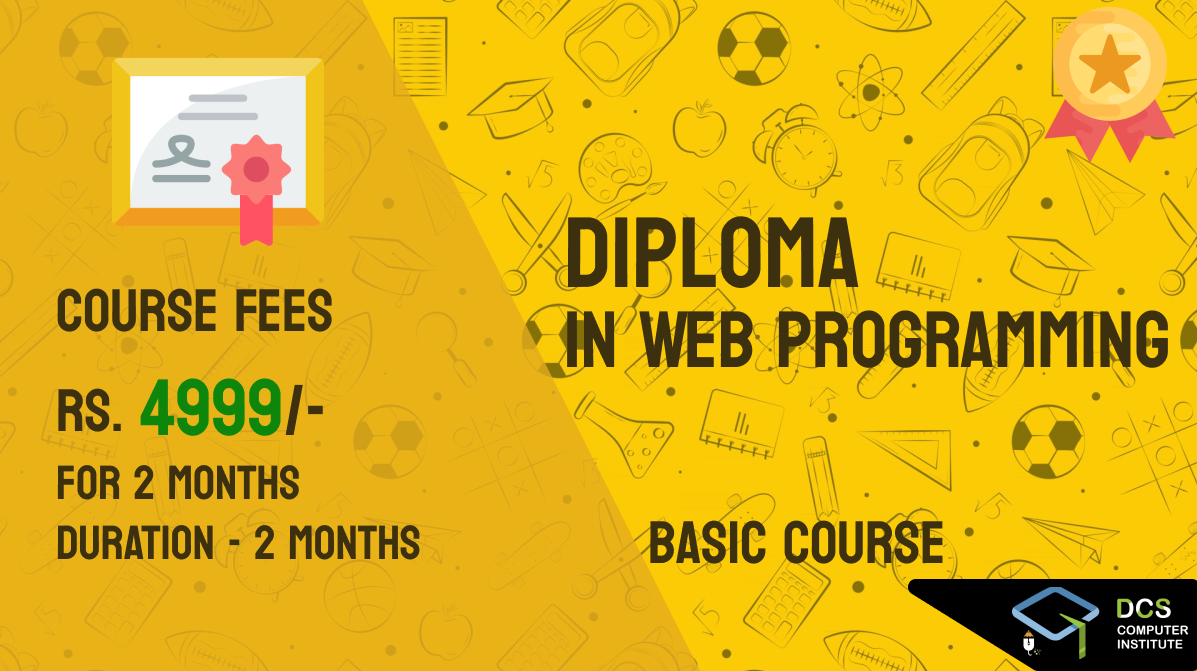 COURSE FEES
RS. 4999/-
FOR 2 MONTHS
DURATION - 2 MONTHS
DIPLOMA
IN WEB PROGRAMMING
BASIC COURSE
DCS
COMPUTER
INSTITUTE